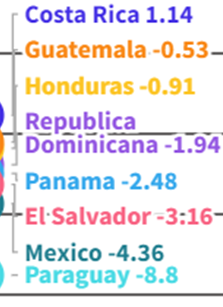 Costa Rica 1.14
Guatemala -0.53
Honduras -0.91
Republica
Dominicana -1.94
Panama -2.48
El Salvador -3:16
Mexico -4.36
Paraguay -8.8